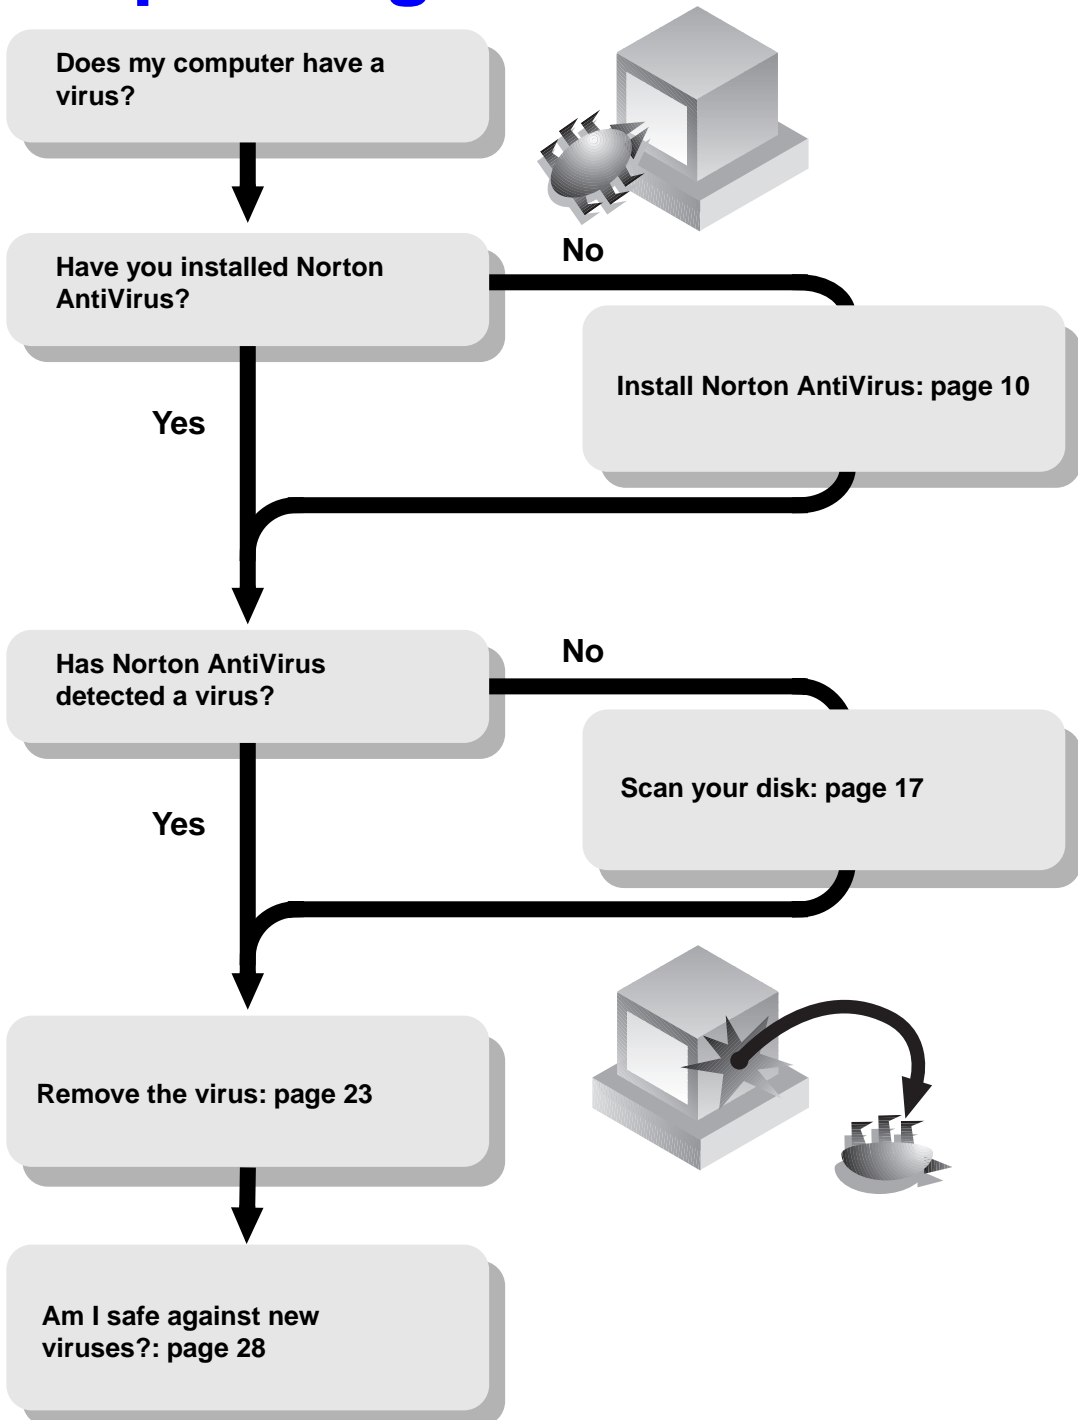 Does my computer have a
virus?
Have you installed Norton
AntiVirus?
No
Install Norton AntiVirus: page 10
Yes
Has Norton AntiVirus
detected a virus?
No
Scan your disk: page 17
Yes
Remove the virus: page 23
Am I safe against new
viruses?: page 28